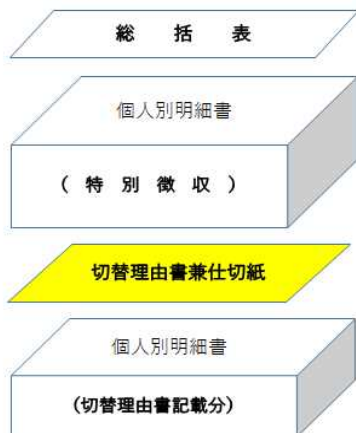 総 括 表
個人別明細書
( 特 別 徴 収 )
切替理由書兼仕切紙
個人別明細書
(切替理由書記載分)